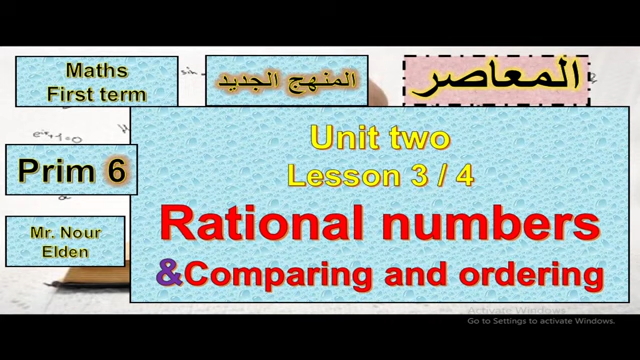 Maths
First term
المنهج الجديد
المعاصر
Unit two
Lesson 3 / 4
Rational numbers
&Comparing and ordering
Prim 6
Mr. Nour
Elden
Activate Windows
Go to Settings to activate Windows.